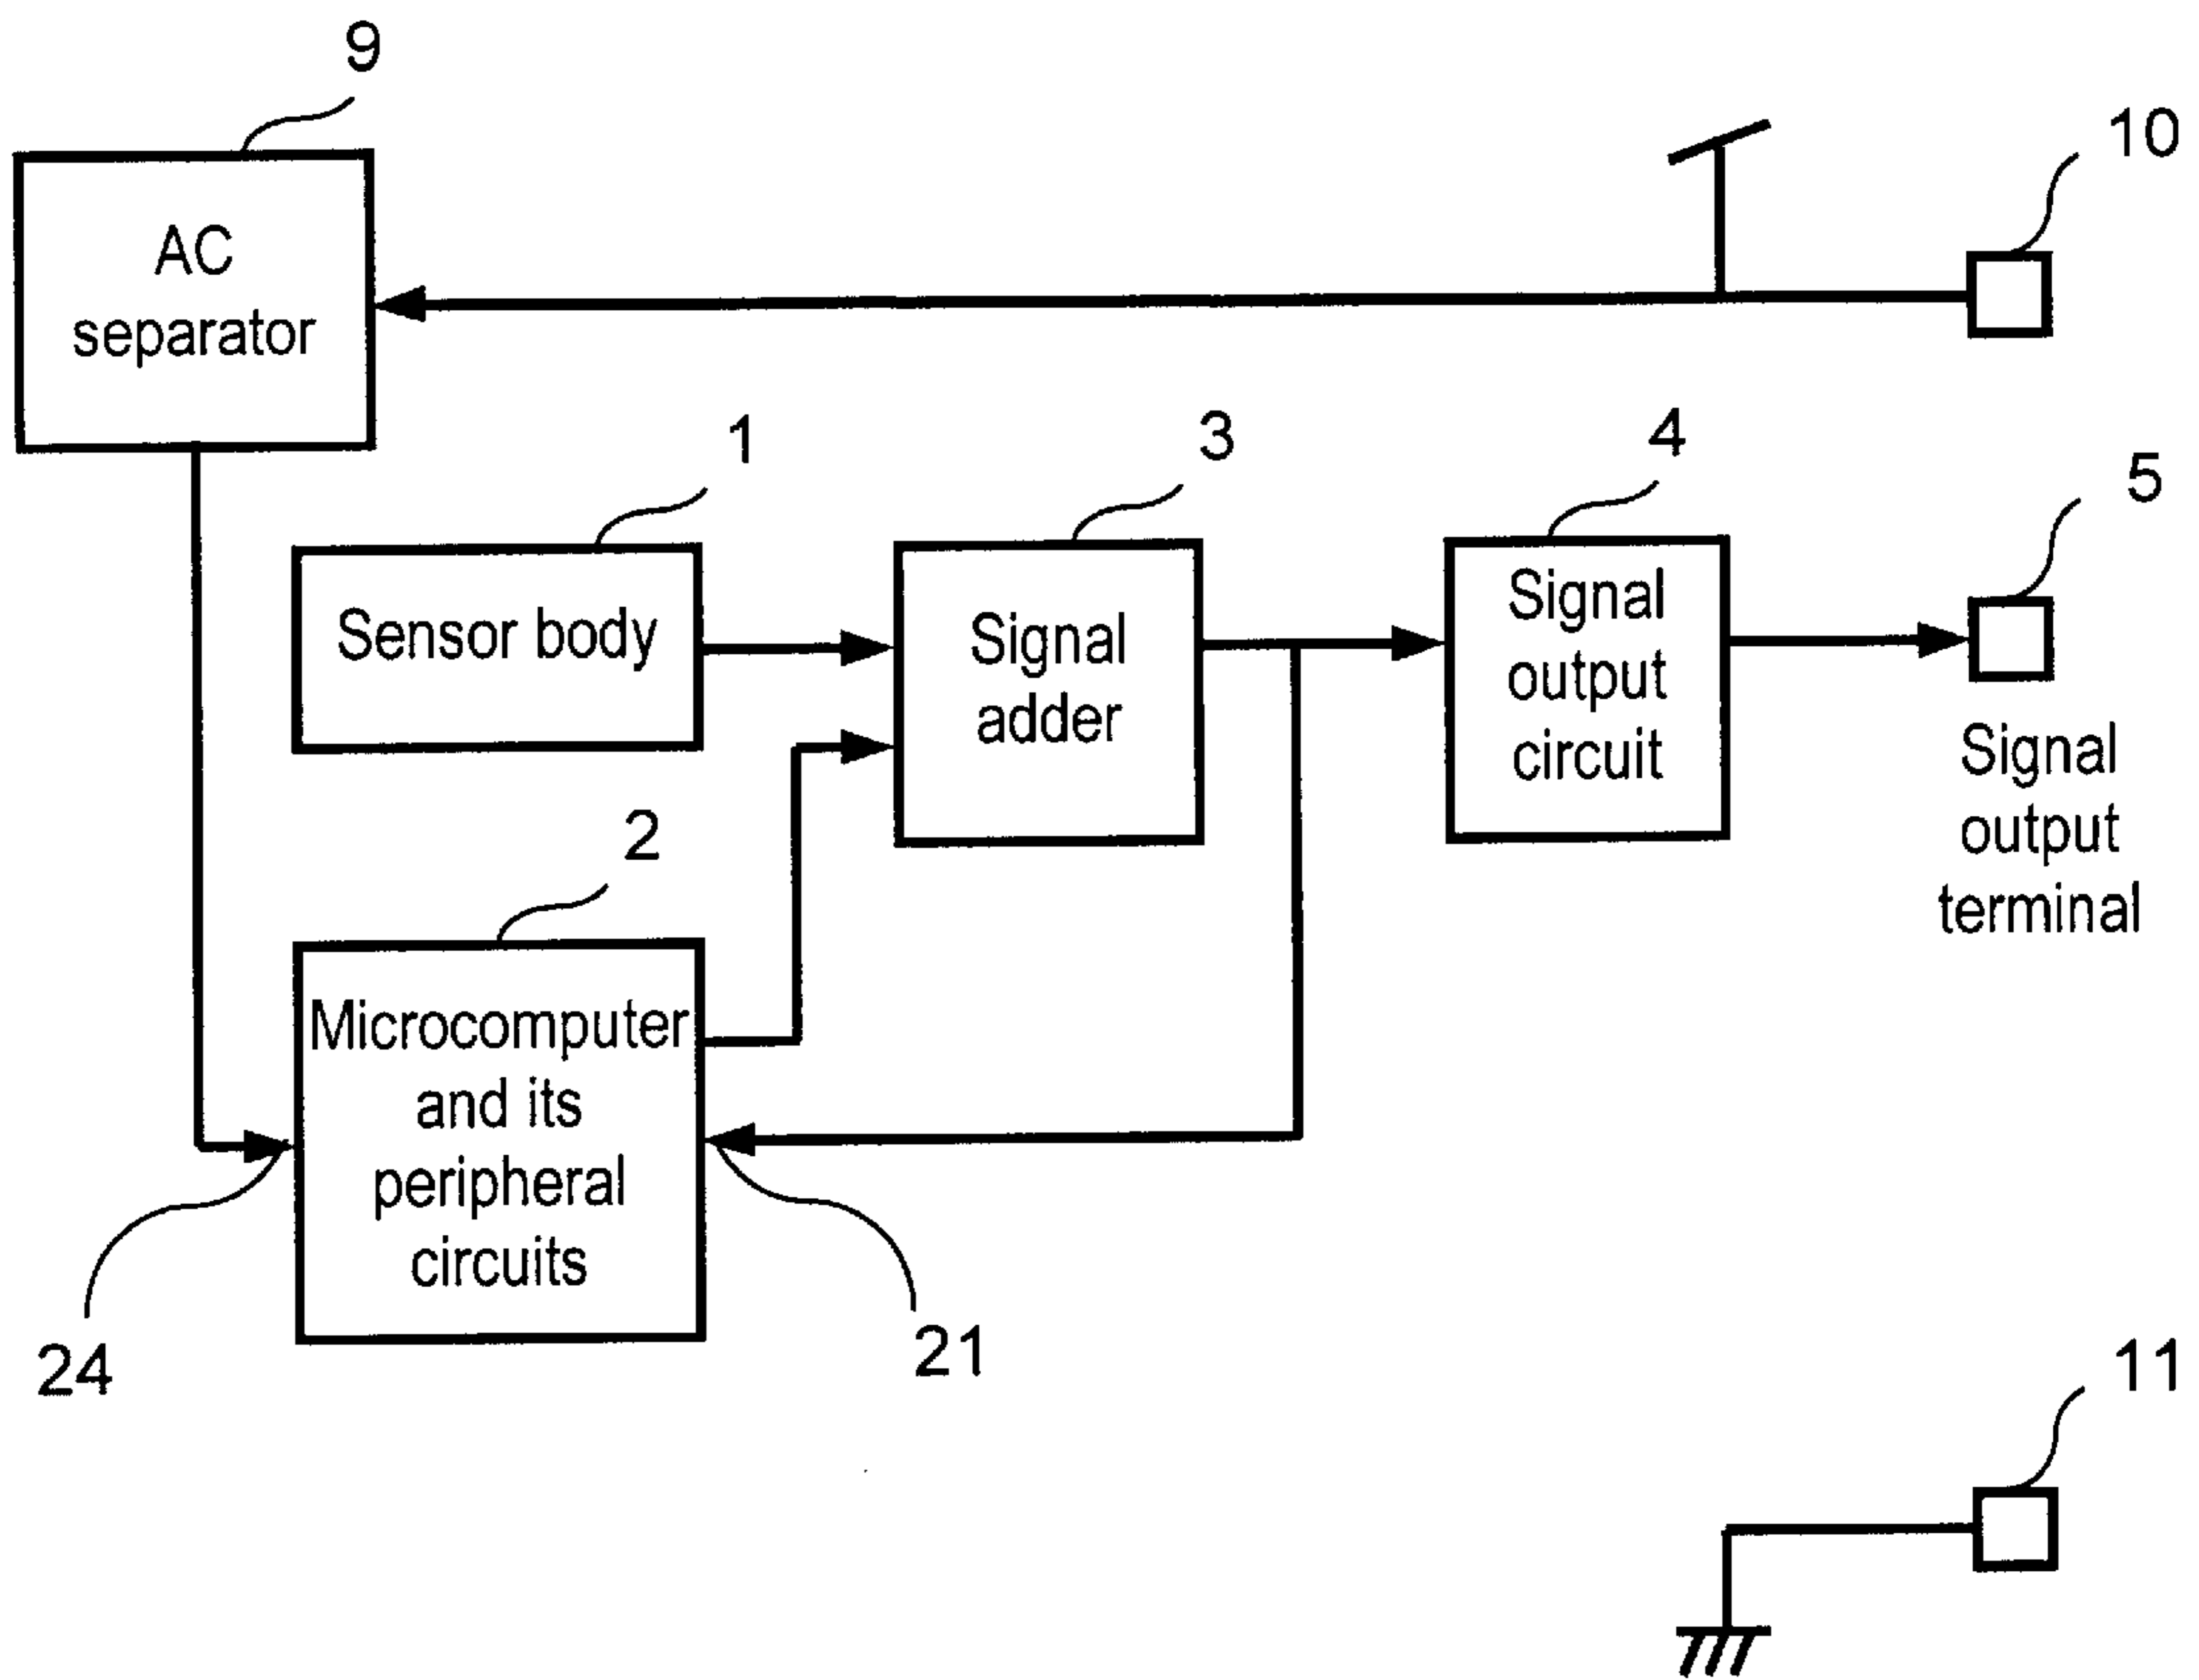 9
10
AC
separator
1
3
4
5
Sensor body
Signal
adder
Signal
output
circuit
Signal
output
terminal
2
Microcomputer
and its
peripheral
circuits
24
21
11